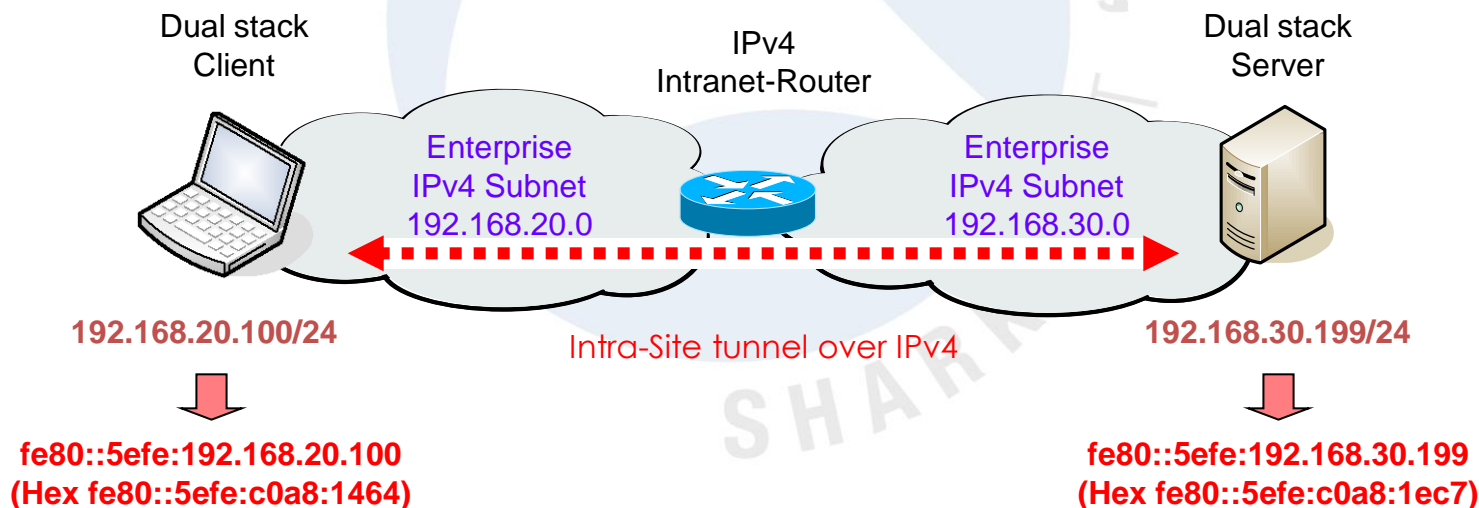 Dual stack
Client
IPv4
Intranet-Router
Dual stack
Server
Enterprise
IPv4 Subnet
192.168.20.0
Enterprise
IPv4 Subnet
192.168.30.0
192.168.20.100/24
Intra-Site tunnel over IPv4
192.168.30.199/24
SHARK
fe80::5efe:192.168.20.100
(Hex fe80::5efe:c0a8:1464)
fe80::5efe:192.168.30.199
(Hex fe80::5efe:c0a8:1ec7)